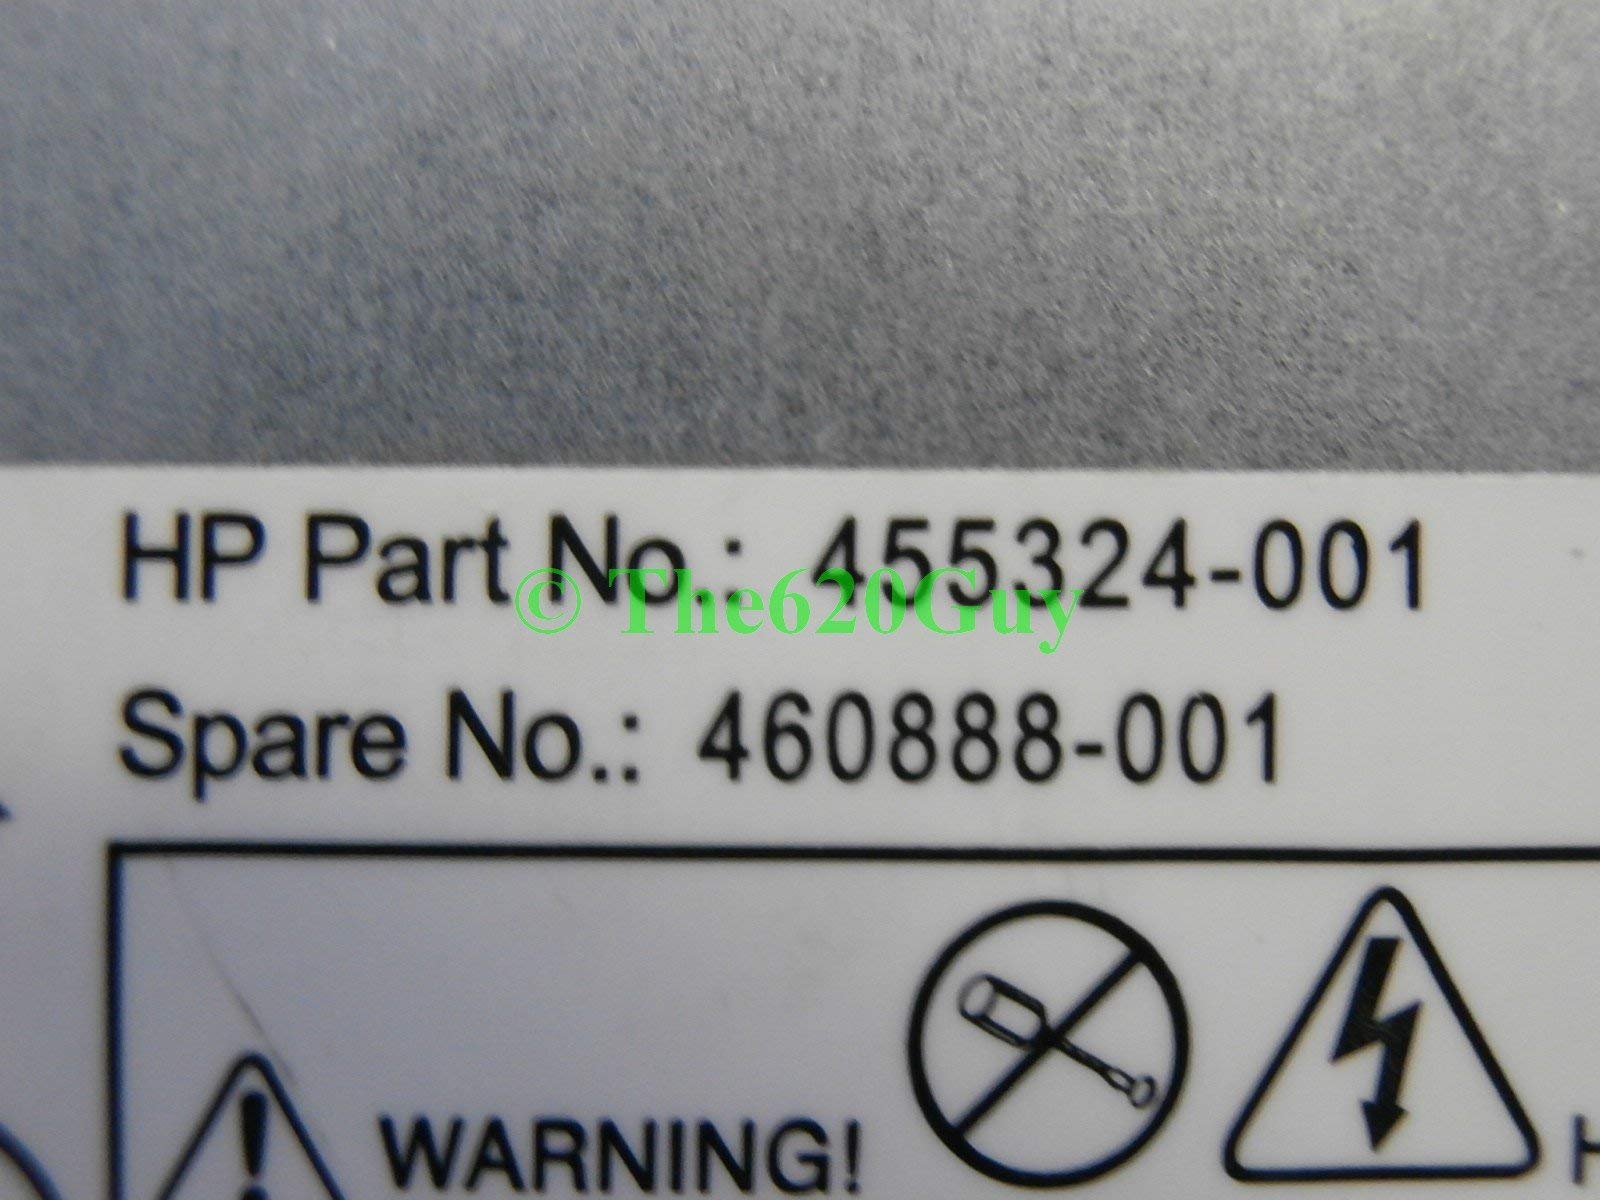 HP Part No.: 455324-001
© The620Guy
Spare No.: 460888-001
WARNING!
H